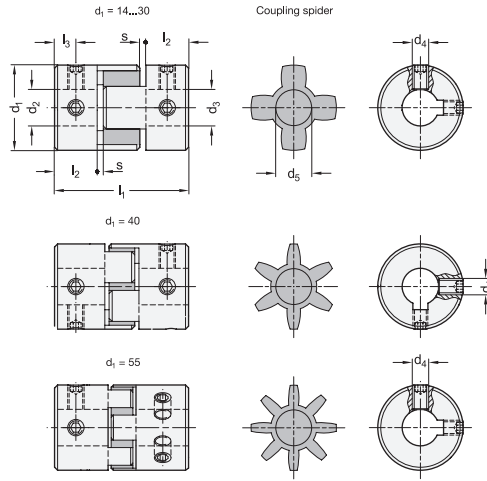 d₁ = 14...30
Coupling spider
l₃
s
l₂
d₄
d₁
d₂
d₃
l₂
s
d₅
l₁
d₁ = 40
d
d₁ = 55
d₄